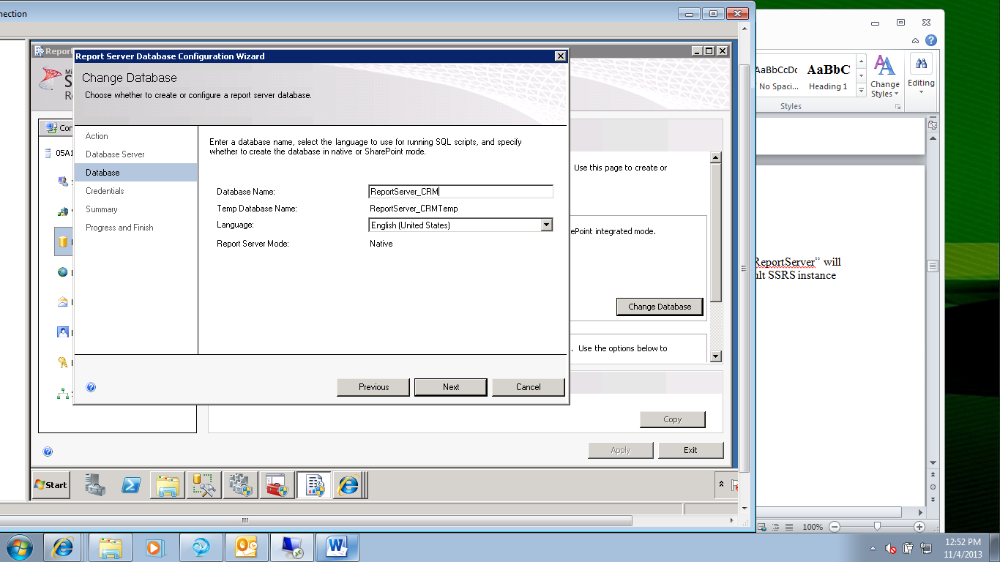 nection
Report
Report Server Database Configuration Wizard
Change Database
Choose whether to create or configure a report server database.
Action
Database Server
Database
Credentials
Summary
Progress and Finish
Enter a database name, select the language to use for running SQL scripts, and specify
whether to create the database in native or SharePoint mode.
Database Name:
ReportServer_CRM
Temp Database Name:
ReportServer_CRMTemp
Language:
English (United States)
Report Server Mode:
Native
Previous
Next
Cancel
Con
05A1
Use this page to create or
ePoint integrated mode.
Change Database
. Use the options below to
Copy
Apply
Exit
Start
AaBbCcDc
AaBbC
No Spaci...
Heading 1
Change
Styles
Editing
Styles
ReportServer” will
ult SSRS instance
100%
12:52 PM
11/4/2013